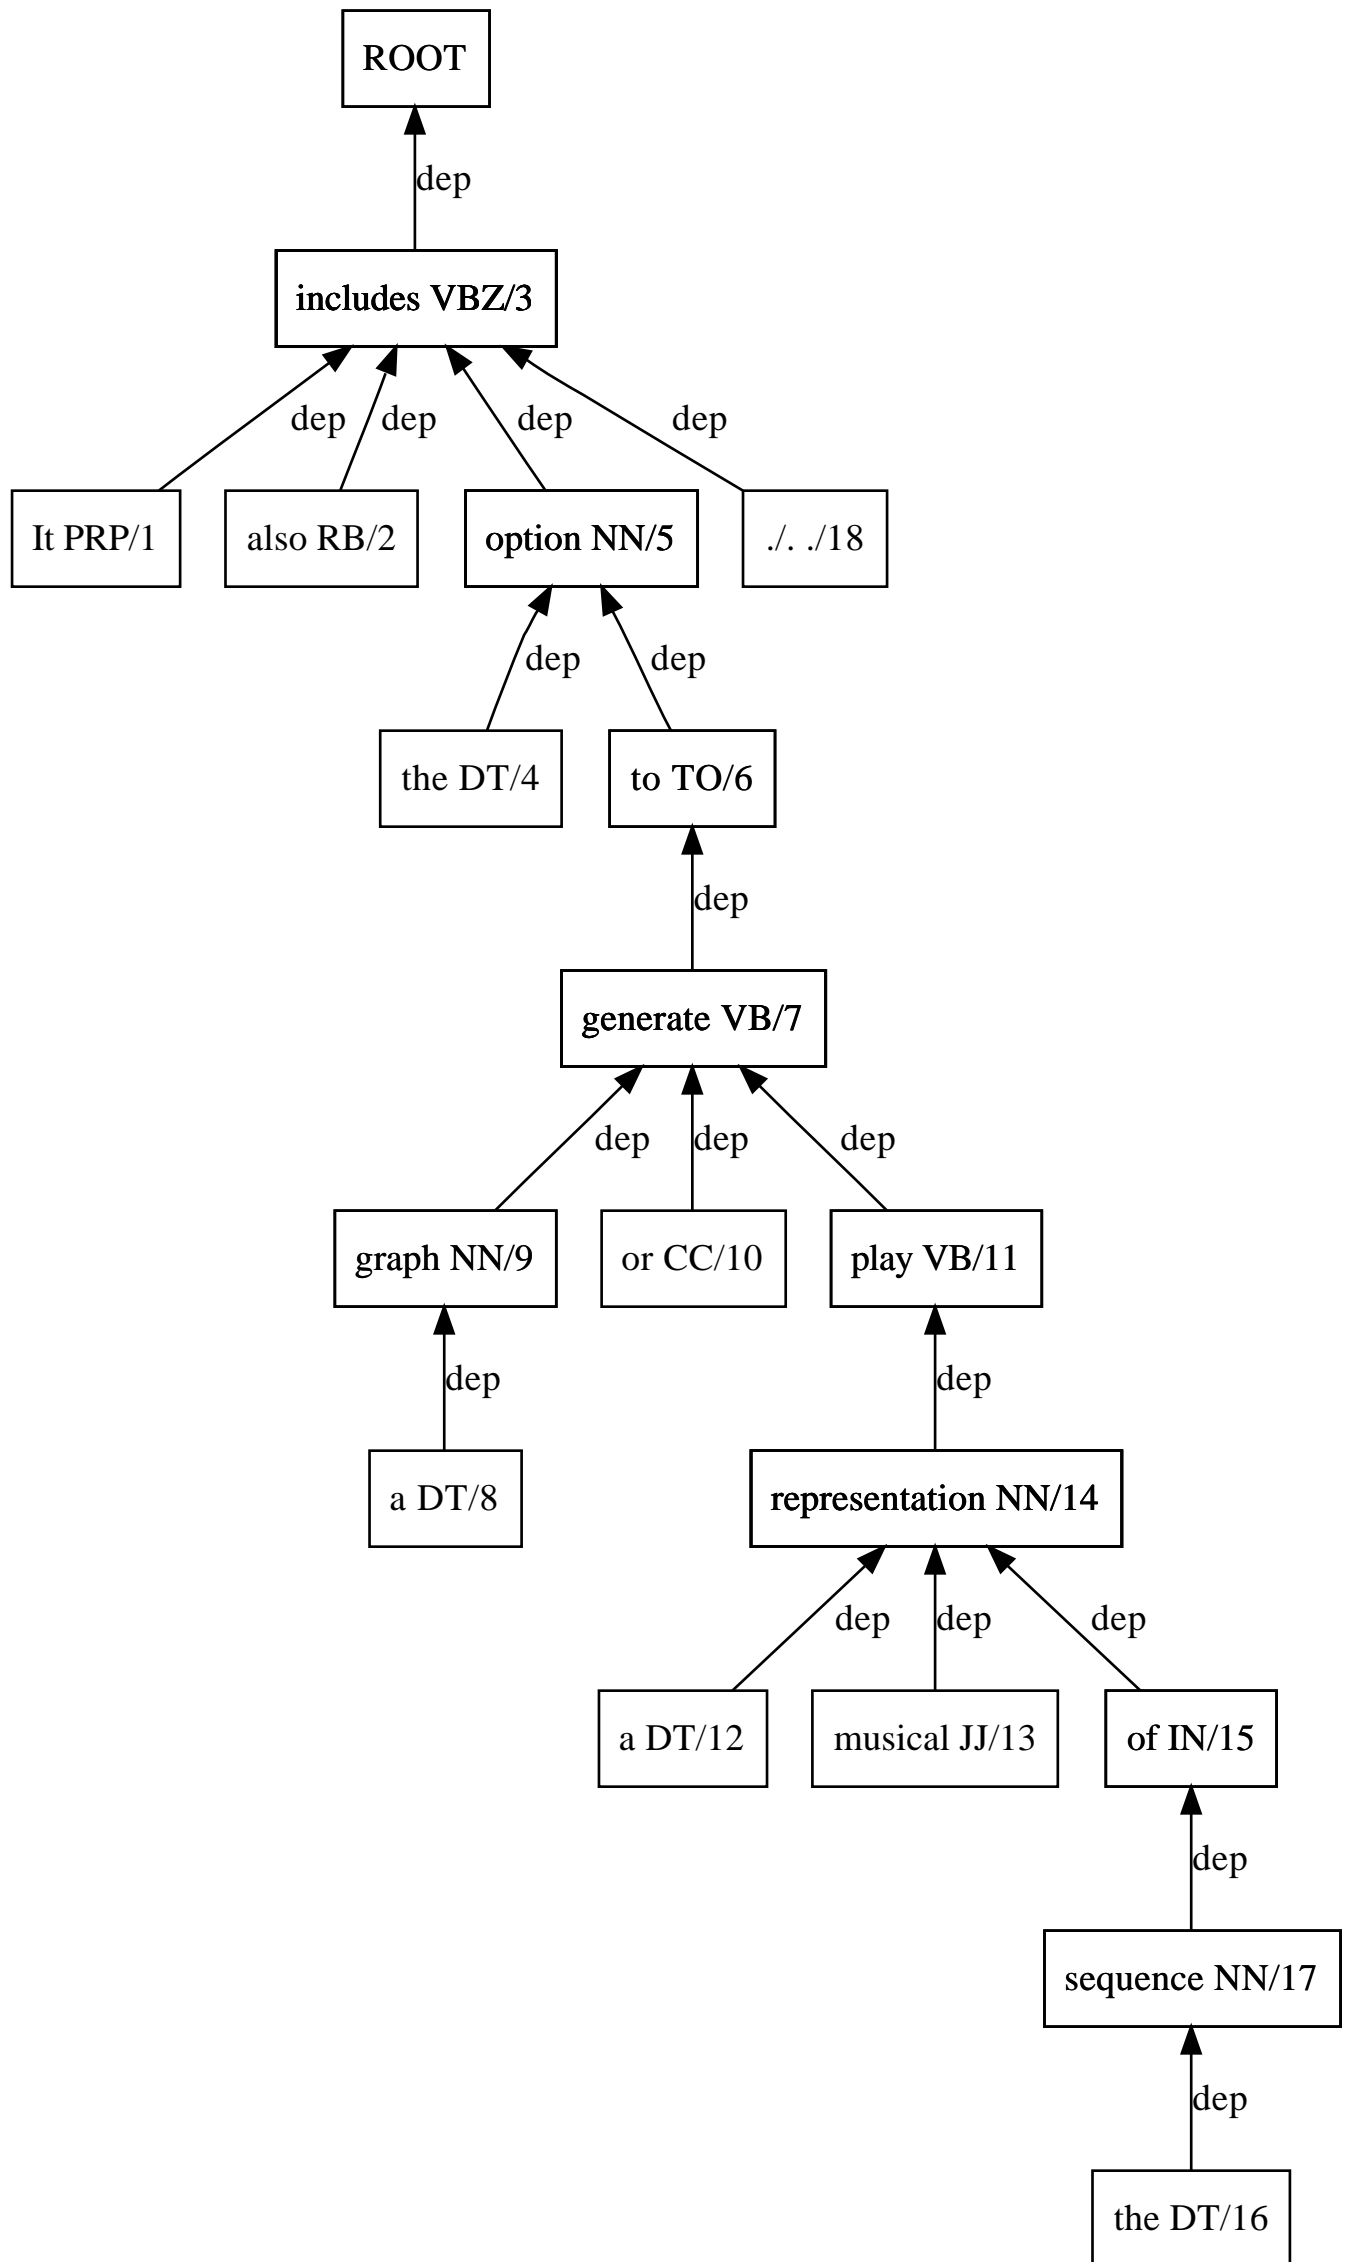 ROOT
dep
includes VBZ/3
dep dep dep dep
It PRP/1 also RB/2 option NN/5 ./. ./18
dep dep
the DT/4 to TO/6
dep
generate VB/7
dep dep dep
graph NN/9 or CC/10 play VB/11
dep dep
a DT/8 representation NN/14
dep dep dep
a DT/12 musical JJ/13 of IN/15
dep
sequence NN/17
dep
the DT/16